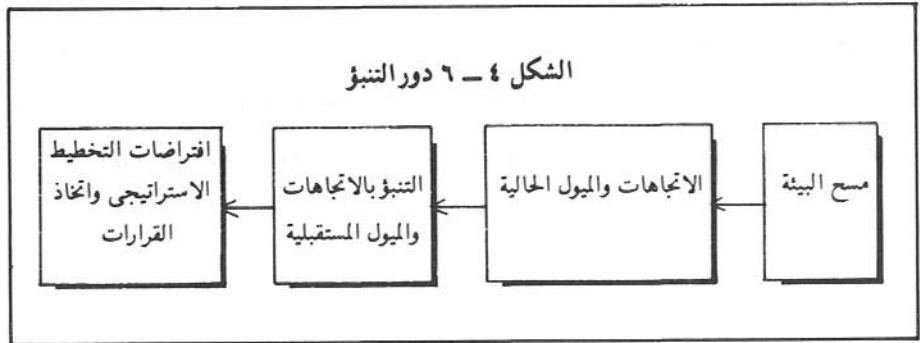 الشكل ٤ — ٦ دور التنبؤ
مسح البيئة
الاتجاهات والميول الحالية
التنبؤ بالاتجاهات
والميول المستقبلية
افتراضات التخطيط
الاستراتيجى واتخاذ
القرارات